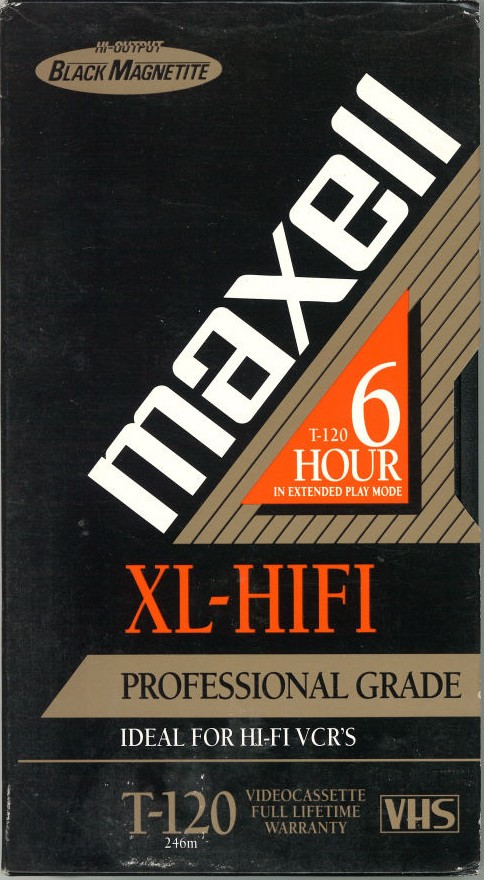 HI-OUTPUT
BLACK MAGNETITE
maxell
T-120 6
HOUR
IN EXTENDED PLAY MODE
XL-HIFI
PROFESSIONAL GRADE
IDEAL FOR HI-FI VCR'S
T-120
246m
VIDEOCASSETTE
FULL LIFETIME
WARRANTY
VHS